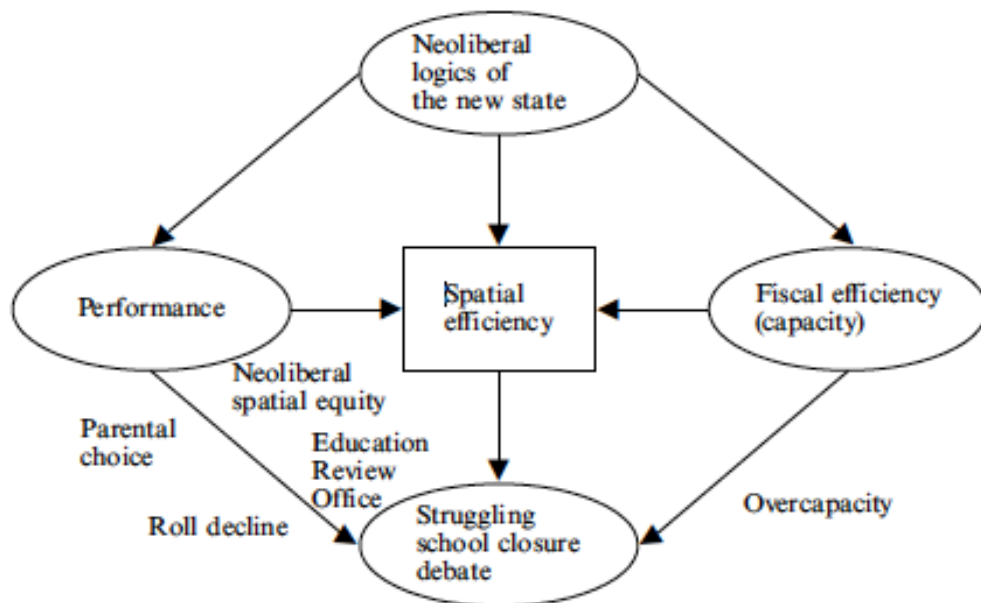 Neoliberal
logics of
the new state
Performance
Spatial
efficiency
Fiscal efficiency
(capacity)
Neoliberal
spatial equity
Parental
choice
Education
Review
Office
Roll decline
Overcapacity
Struggling
school closure
debate